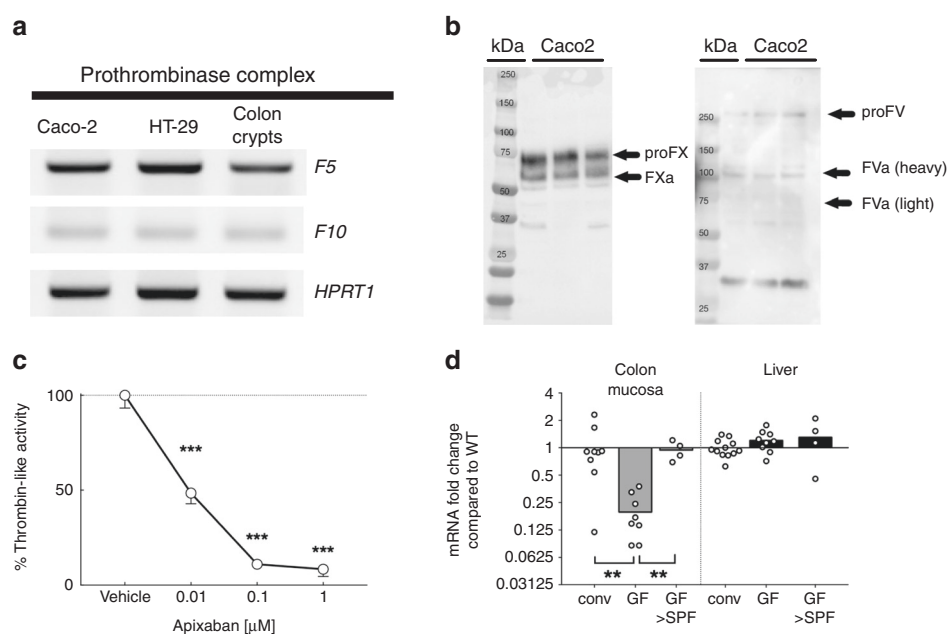 a
Prothrombinase complex
Caco-2 HT-29 Colon crypts
F5
F10
HPRT1
b
kDa Caco2
250
150
100
75
50
37
25
proFX
FXa
kDa Caco2
250
150
100
75
50
37
25
proFV
FVa (heavy)
FVa (light)
c
% Thrombin-like activity
100
50
0
***
***
***
Vehicle 0.01 0.1 1
Apixaban [µM]
d
Colon mucosa
Liver
mRNA fold change
compared to WT
4
2
1
0.5
0.25
0.125
0.0625
0.03125
** **
conv GF GF >SPF conv GF GF >SPF